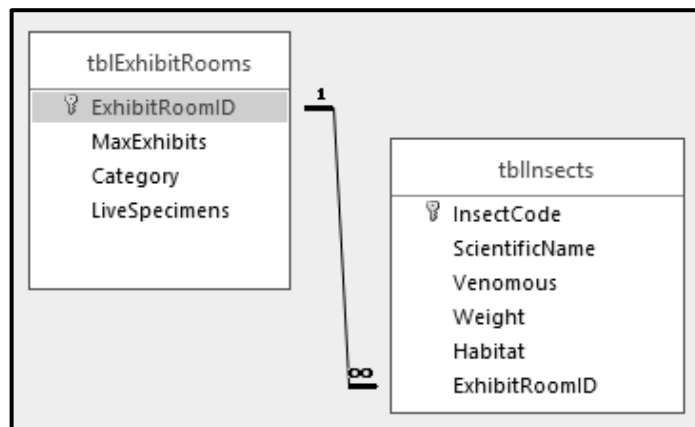 tblExhibitRooms
ExhibitRoomID
MaxExhibits
Category
LiveSpecimens
1
∞
tblInsects
InsectCode
ScientificName
Venomous
Weight
Habitat
ExhibitRoomID